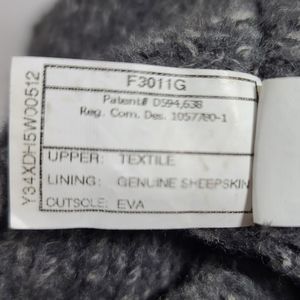 F3011G
Patent# D594,638
Reg. Com. Des. 1057780-1
UPPER: TEXTILE
LINING: GENUINE SHEEPSKIN
OUTSOLE: EVA
Y34XDH5W00512